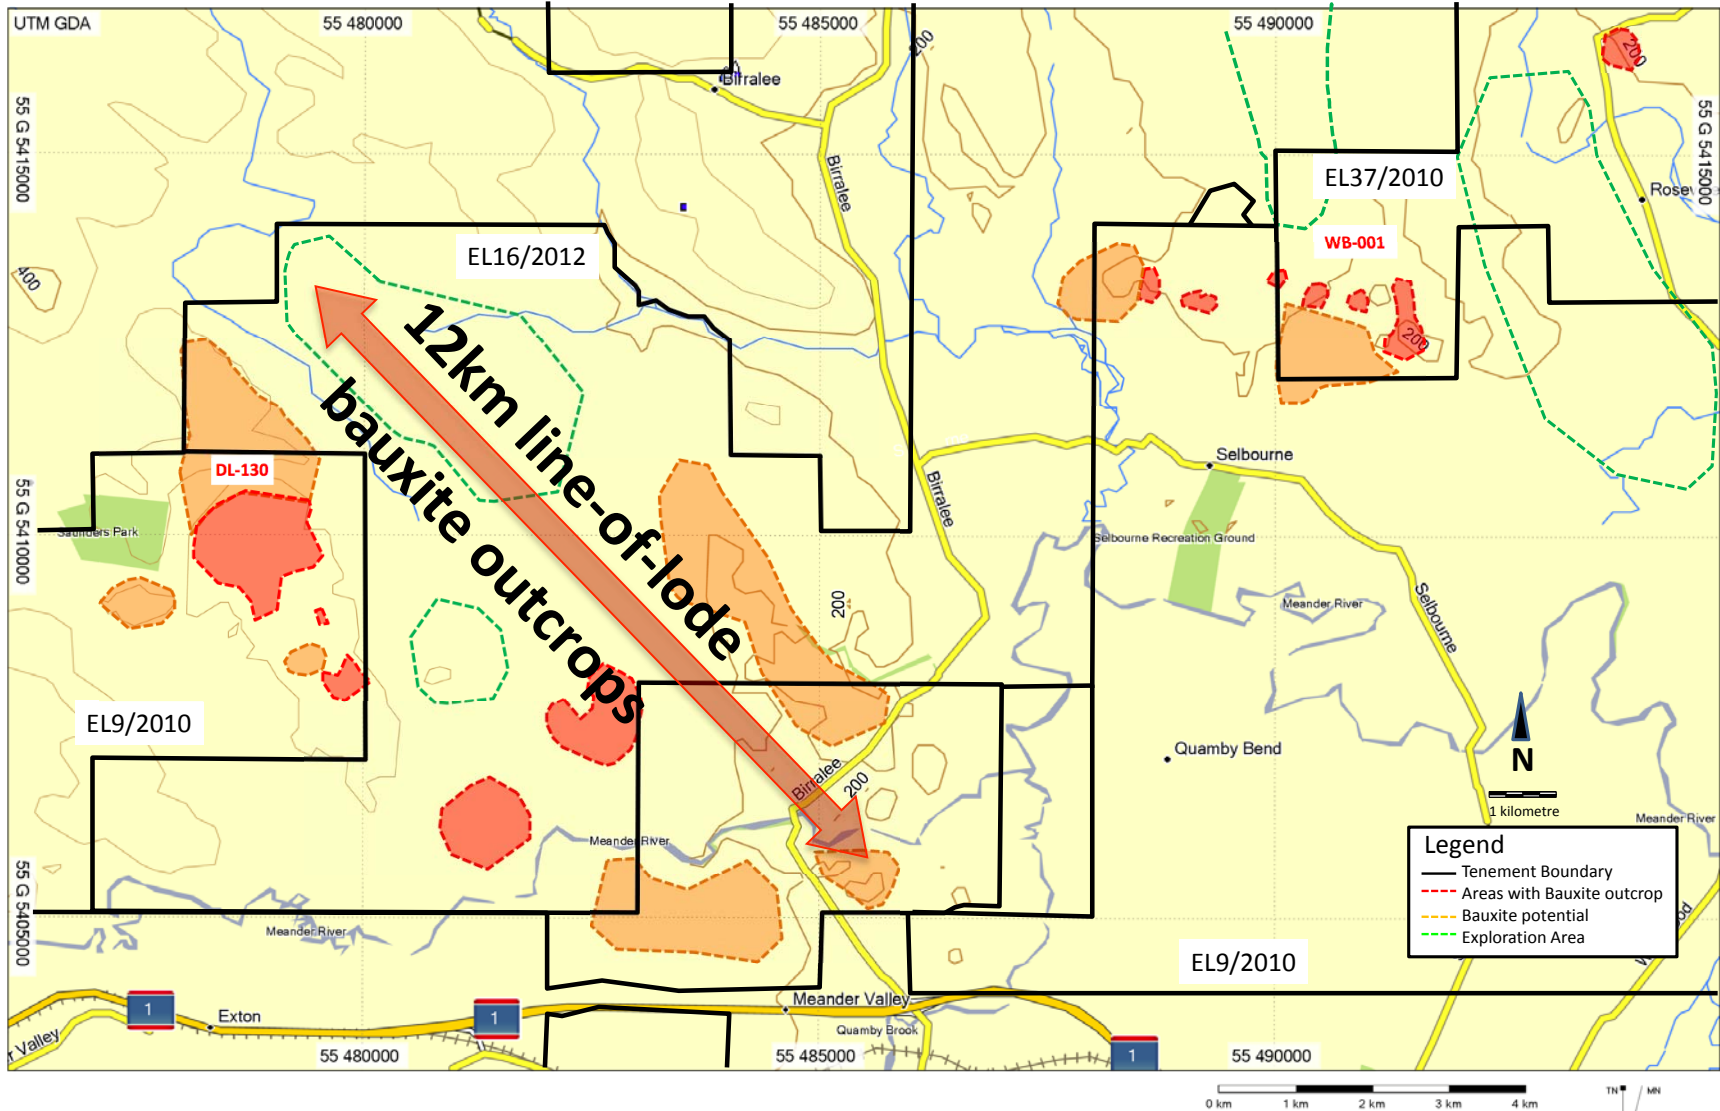 UTM GDA
55 480000
55 485000
55 490000
200
200
Birralee
55 G 5415000
55 G 5415000
Birralee
EL37/2010
WB-001
EL16/2012
400
200
12km line-of-lode
bauxite outcrops
DL-130
Selbourne
Birralee
55 G 5410000
Saunders Park
Selbourne Recreation Ground
200
Meander River
Selbourne
EL9/2010
Quamby Bend
N
1 kilometre
Birralee
200
Meander River
Meander River
Legend
Tenement Boundary
Areas with Bauxite outcrop
Bauxite potential
Exploration Area
55 G 5405000
Meander River
EL9/2010
1
Exton
1
Meander Valley
Quamby Brook
1
Valley
55 480000
55 485000
55 490000
0 km
1 km
2 km
3 km
4 km
TN
MN